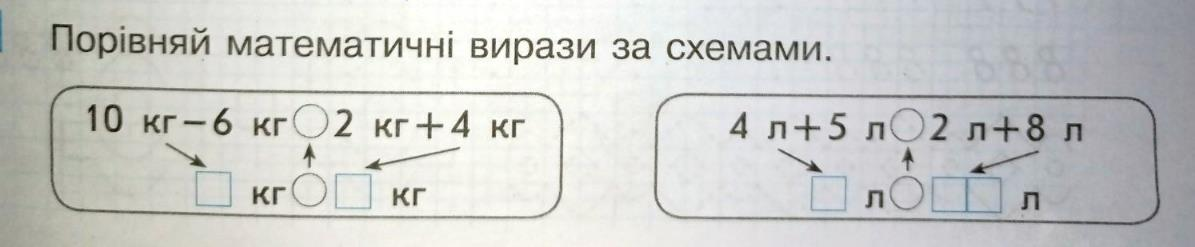 Порівняй математичні вирази за схемами.
10 кг – 6 кг ◯ 2 кг + 4 кг
□ кг ◯ □ кг
4 л + 5 л ◯ 2 л + 8 л
□ л ◯ □□ л